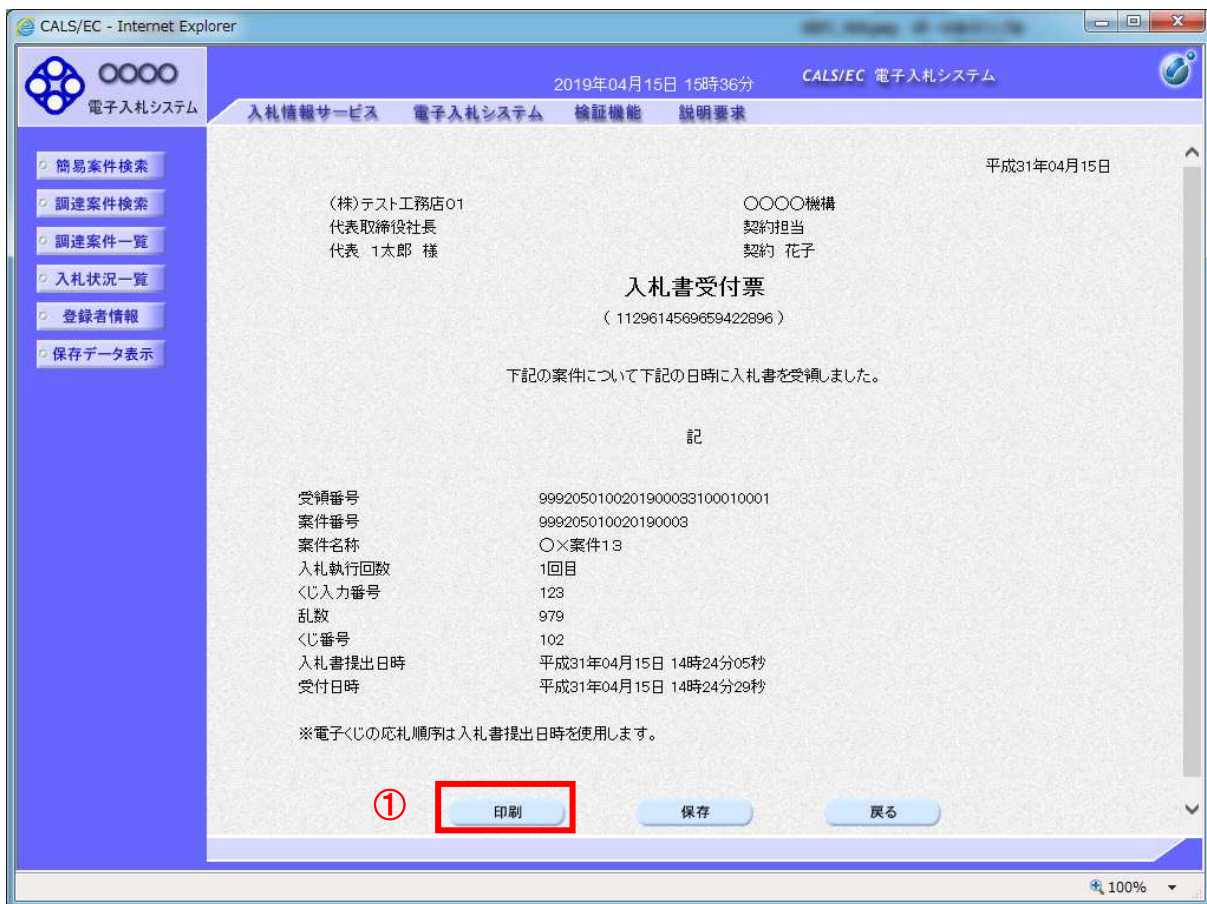 CALS/EC - Internet Explorer
OOOO
電子入札システム
2019年04月15日 15時36分
CALS/EC 電子入札システム
入札情報サービス 電子入札システム 検証機能 説明要求
簡易案件検索
調達案件検索
調達案件一覧
入札状況一覧
登録者情報
保存データ表示
平成31年04月15日
(株)テスト工務店01 〇〇〇〇機構
代表取締役社長 契約担当
代表 1太郎 様 契約 花子
入札書受付票
( 1129614569659422896 )
下記の案件について下記の日時に入札書を受領しました。
記
受領番号 9992050100201900033100010001
案件番号 999205010020190003
案件名称 〇×案件13
入札執行回数 1回目
くじ入力番号 123
乱数 979
くじ番号 102
入札書提出日時 平成31年04月15日 14時24分05秒
受付日時 平成31年04月15日 14時24分29秒
※電子くじの応札順序は入札書提出日時を使用します。
① 印刷 保存 戻る
100%